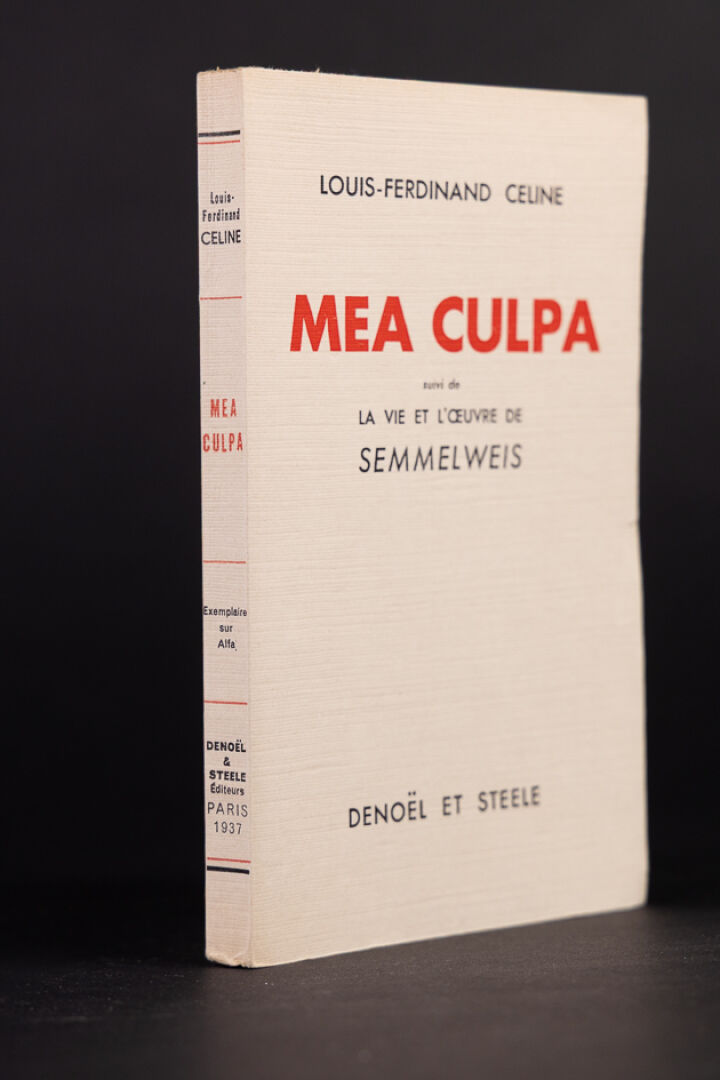 Louis-
Ferdinand
CELINE
MEA
CULPA
Exemplaire
sur
Alfa
DENOËL
&
STEELE
Éditeurs
PARIS
1937
LOUIS-FERDINAND CELINE
MEA CULPA
suivi de
LA VIE ET L'ŒUVRE DE
SEMMELWEIS
DENOËL ET STEELE